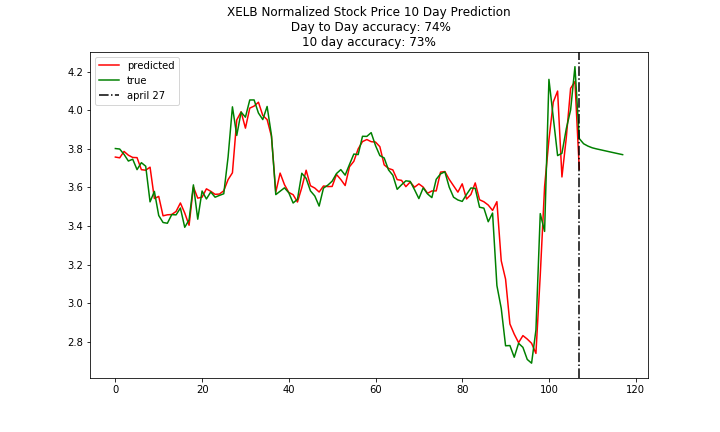 XELB Normalized Stock Price 10 Day Prediction
Day to Day accuracy: 74%
10 day accuracy: 73%
predicted
true
april 27
4.2
4.0
3.8
3.6
3.4
3.2
3.0
2.8
0 20 40 60 80 100 120